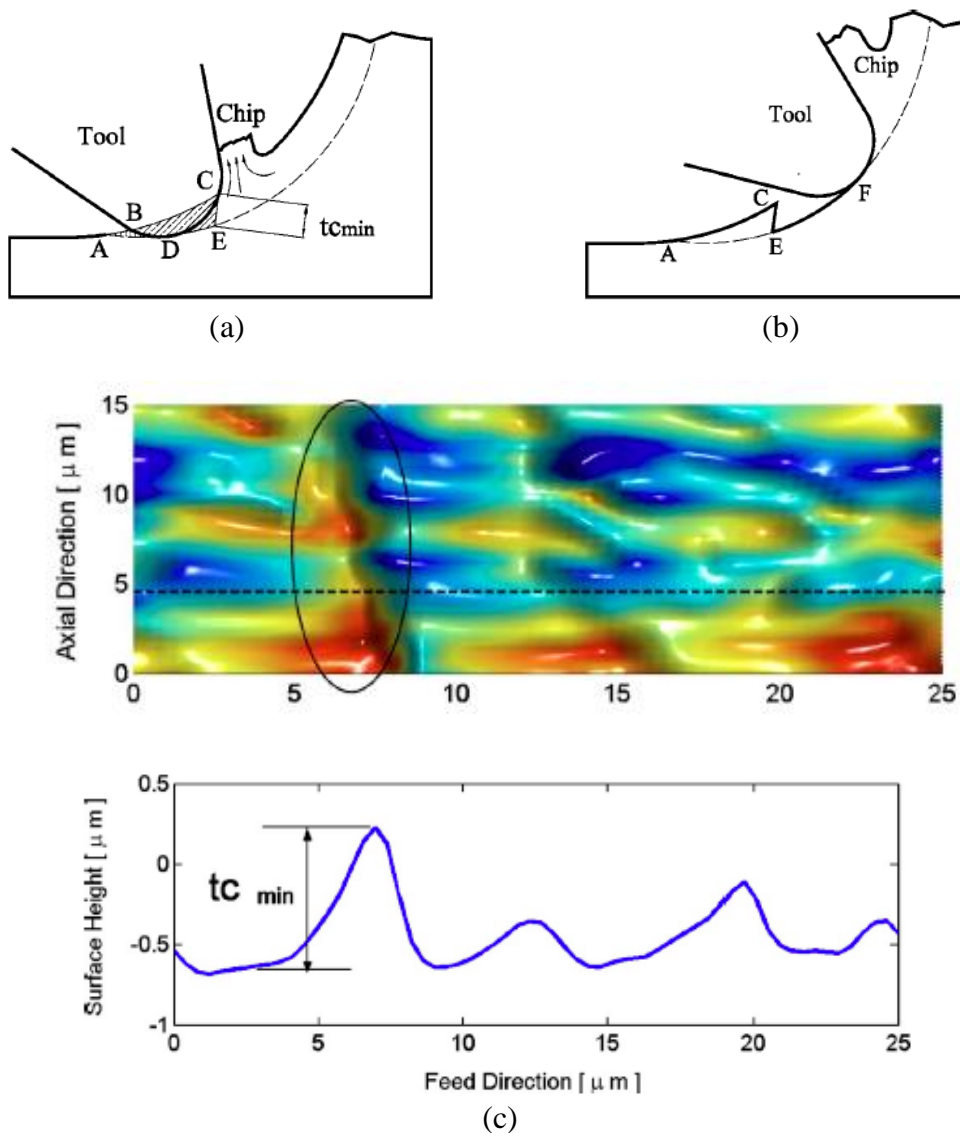 Tool
Chip
C
B
A
D
E
tcmin
(a)
Chip
Tool
C
F
A
E
(b)
15
10
5
0
Axial Direction [ μ m ]
0 5 10 15 20 25
0.5
0
-0.5
-1
Surface Height [ μ m ]
tc min
0 5 10 15 20 25
Feed Direction [ μ m ]
(c)